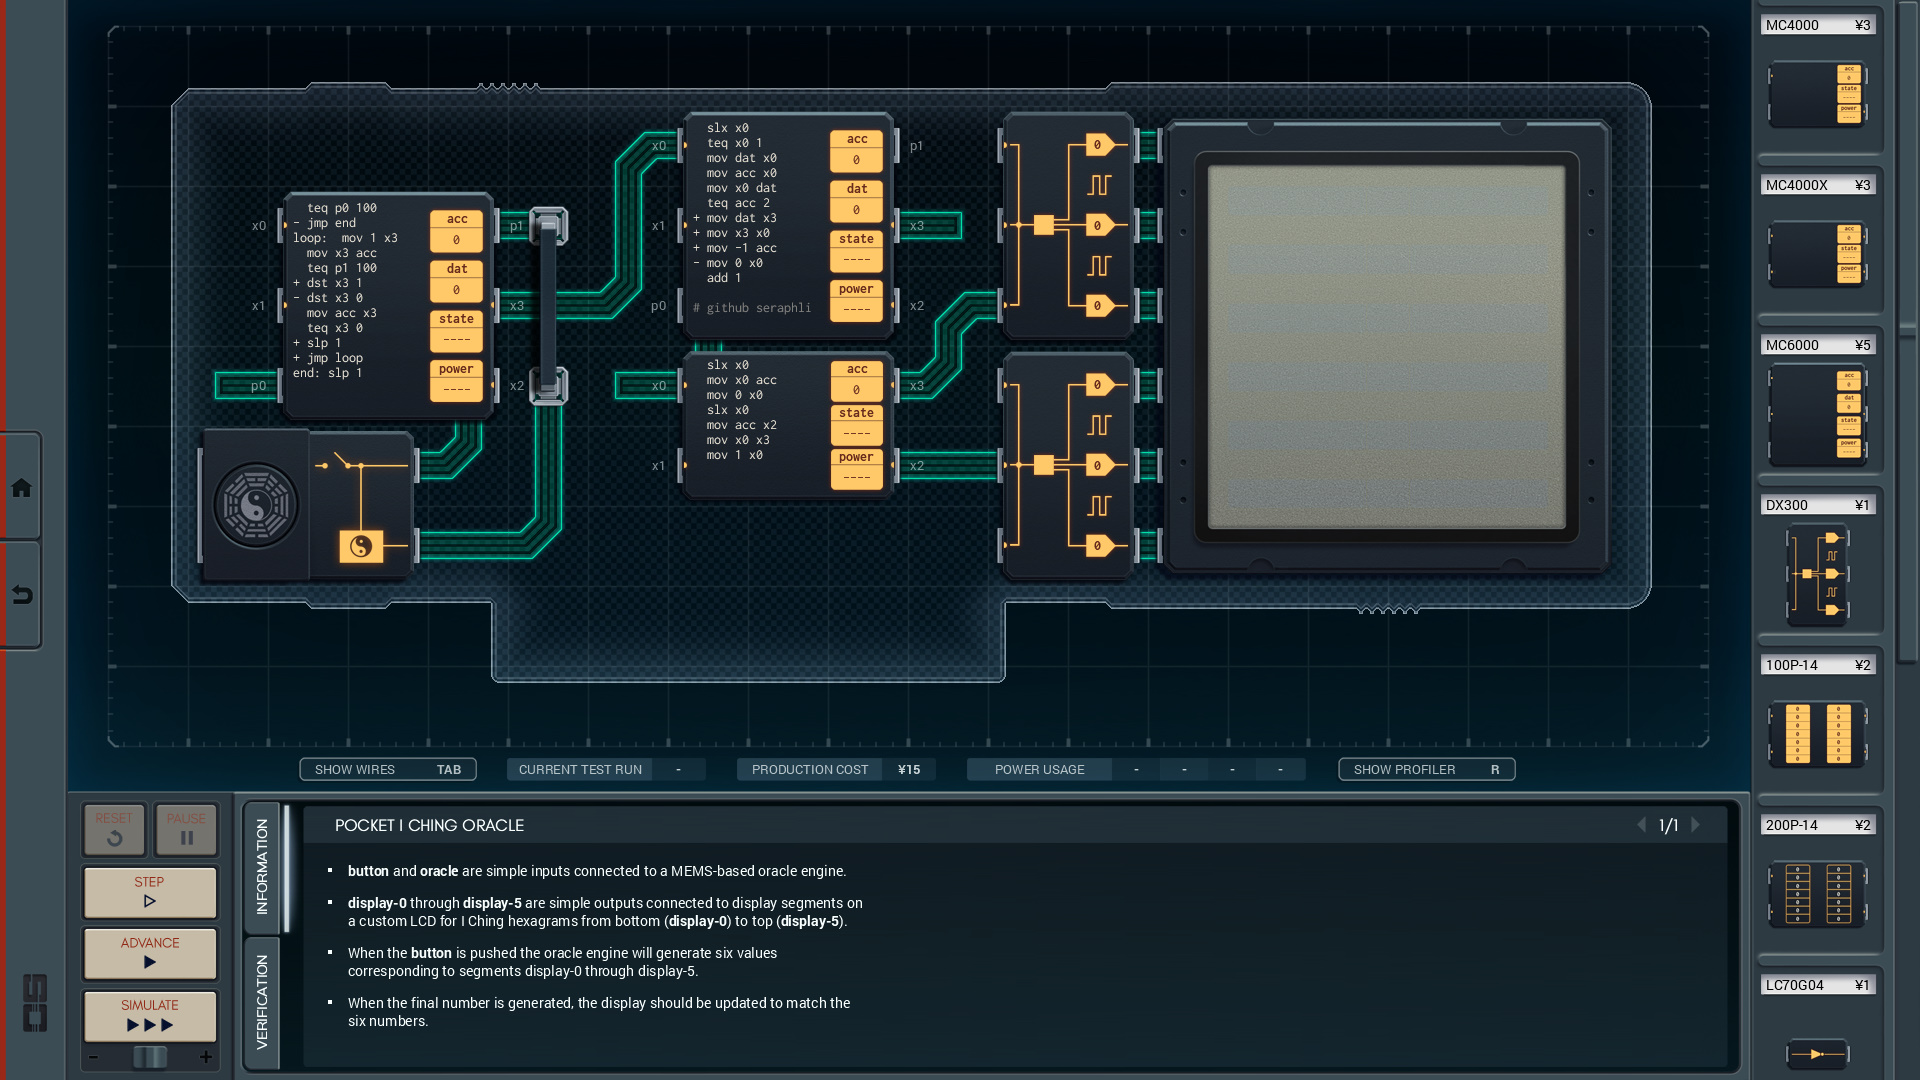 MC4000 ¥3
MC4000X ¥3
MC6000 ¥5
DX300 ¥1
100P-14 ¥2
200P-14 ¥2
LC70G04 ¥1
acc
0
state
----
power
----
x0
x1
p0
p1
x3
x2
teq p0 100
- jmp end
loop:  mov 1 x3
mov x3 acc
teq p1 100
+ dst x3 1
- dst x3 0
mov acc x3
teq x3 0
+ slp 1
+ jmp loop
end: slp 1
acc
0
dat
0
state
----
power
----
x0
x1
p0
p1
x3
x2
slx x0
teq x0 1
mov dat x0
mov acc x0
mov x0 dat
teq acc 2
+ mov dat x3
+ mov x3 x0
+ mov -1 acc
- mov 0 x0
add 1
# github seraphli
acc
0
dat
0
state
----
power
----
x0
x1
x3
x2
slx x0
mov x0 acc
mov 0 x0
slx x0
mov acc x2
mov x0 x3
mov 1 x0
acc
0
state
----
power
----
0
0
0
0
0
0
SHOW WIRES TAB
CURRENT TEST RUN -
PRODUCTION COST ¥15
POWER USAGE - - - -
SHOW PROFILER R
RESET
PAUSE
STEP
ADVANCE
SIMULATE
- +
INFORMATION
VERIFICATION
POCKET I CHING ORACLE
1/1
button and oracle are simple inputs connected to a MEMS-based oracle engine.
display-0 through display-5 are simple outputs connected to display segments on
a custom LCD for I Ching hexagrams from bottom (display-0) to top (display-5).
When the button is pushed the oracle engine will generate six values
corresponding to segments display-0 through display-5.
When the final number is generated, the display should be updated to match the
six numbers.